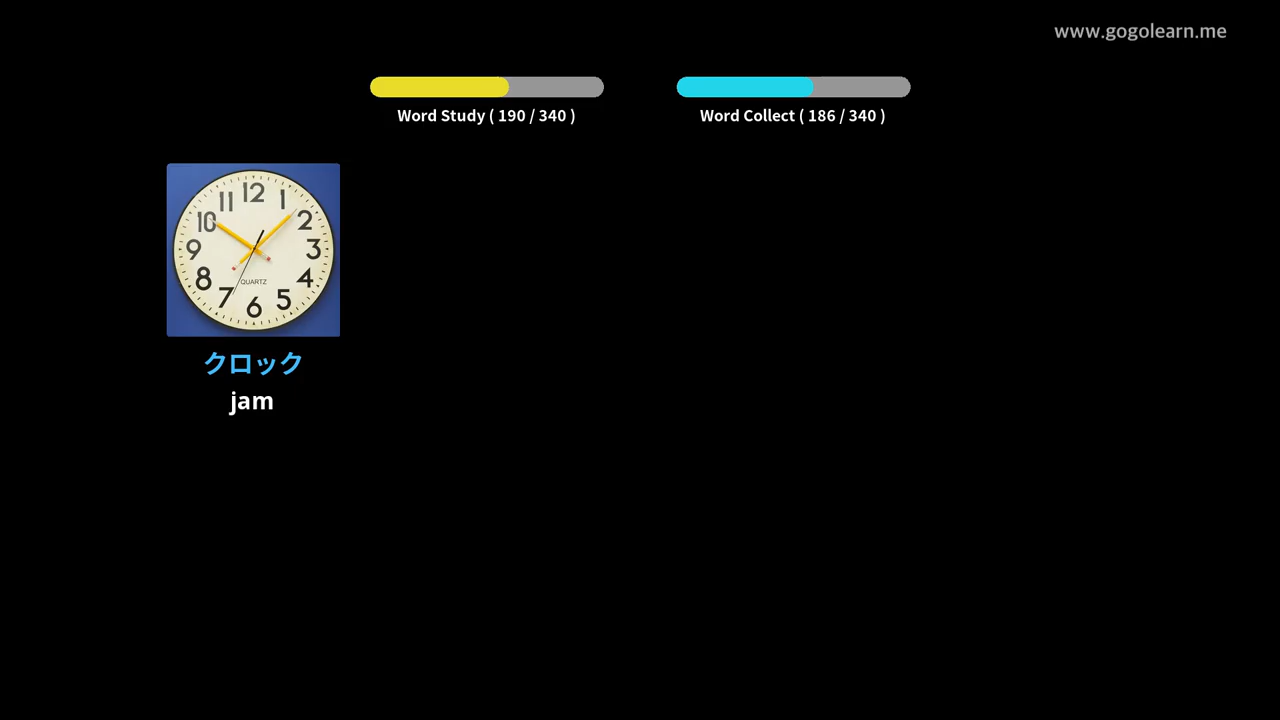 www.gogolearn.me
Word Study ( 190 / 340 )
Word Collect ( 186 / 340 )
12
1
2
3
4
5
6
7
8
9
10
11
QUARTZ
クロック
jam